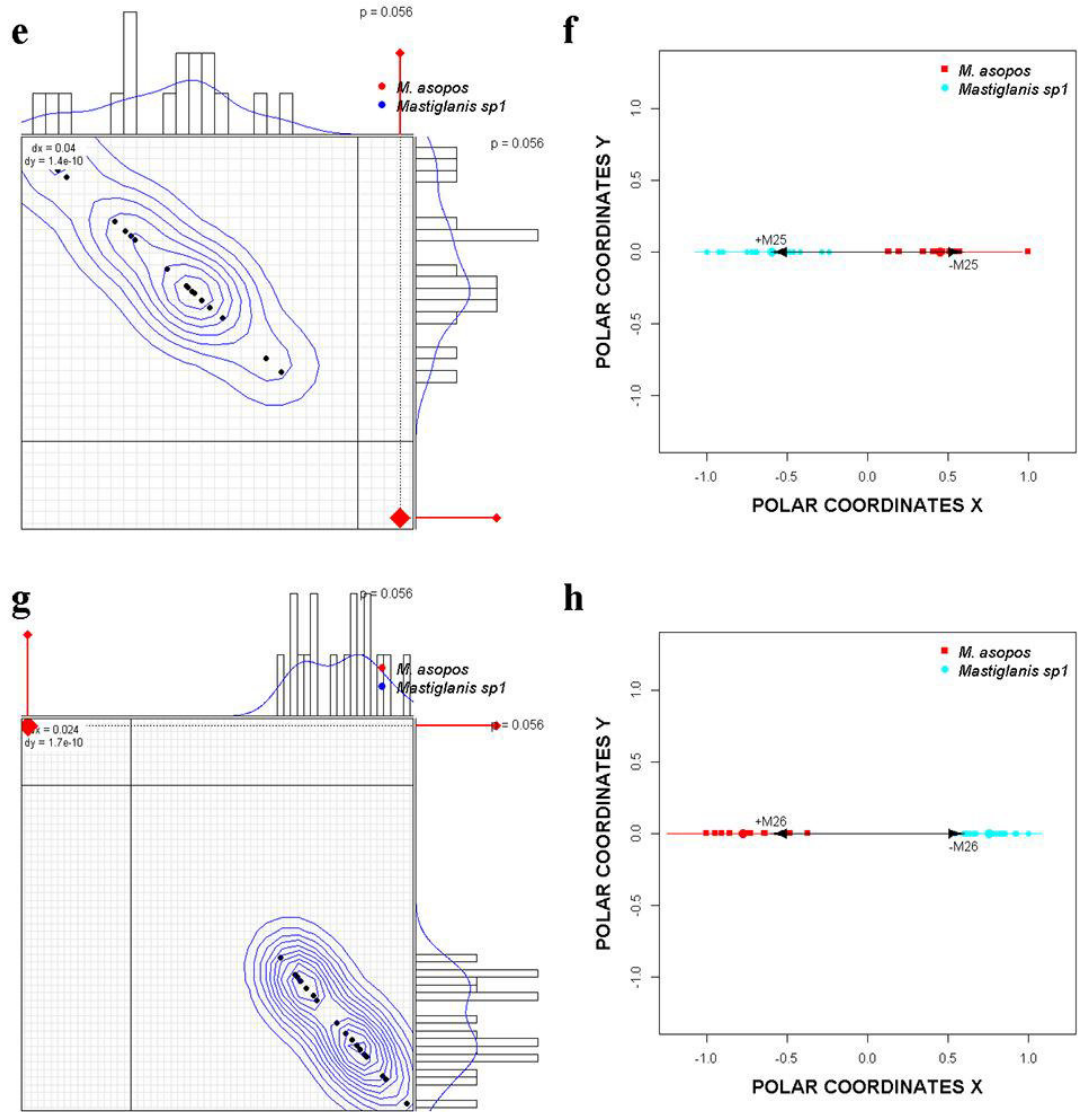 e
p = 0.056
M. asopos
Mastiglanis sp1
p = 0.056
dx = 0.04
dy = 1.4e-10
f
M. asopos
Mastiglanis sp1
POLAR COORDINATES Y
1.0
0.5
0.0
-0.5
-1.0
+M25
-M25
-1.0 -0.5 0.0 0.5 1.0
POLAR COORDINATES X
g
p = 0.056
M. asopos
Mastiglanis sp1
p = 0.056
dx = 0.024
dy = 1.7e-10
h
M. asopos
Mastiglanis sp1
POLAR COORDINATES Y
1.0
0.5
0.0
-0.5
-1.0
+M26
-M26
-1.0 -0.5 0.0 0.5 1.0
POLAR COORDINATES X